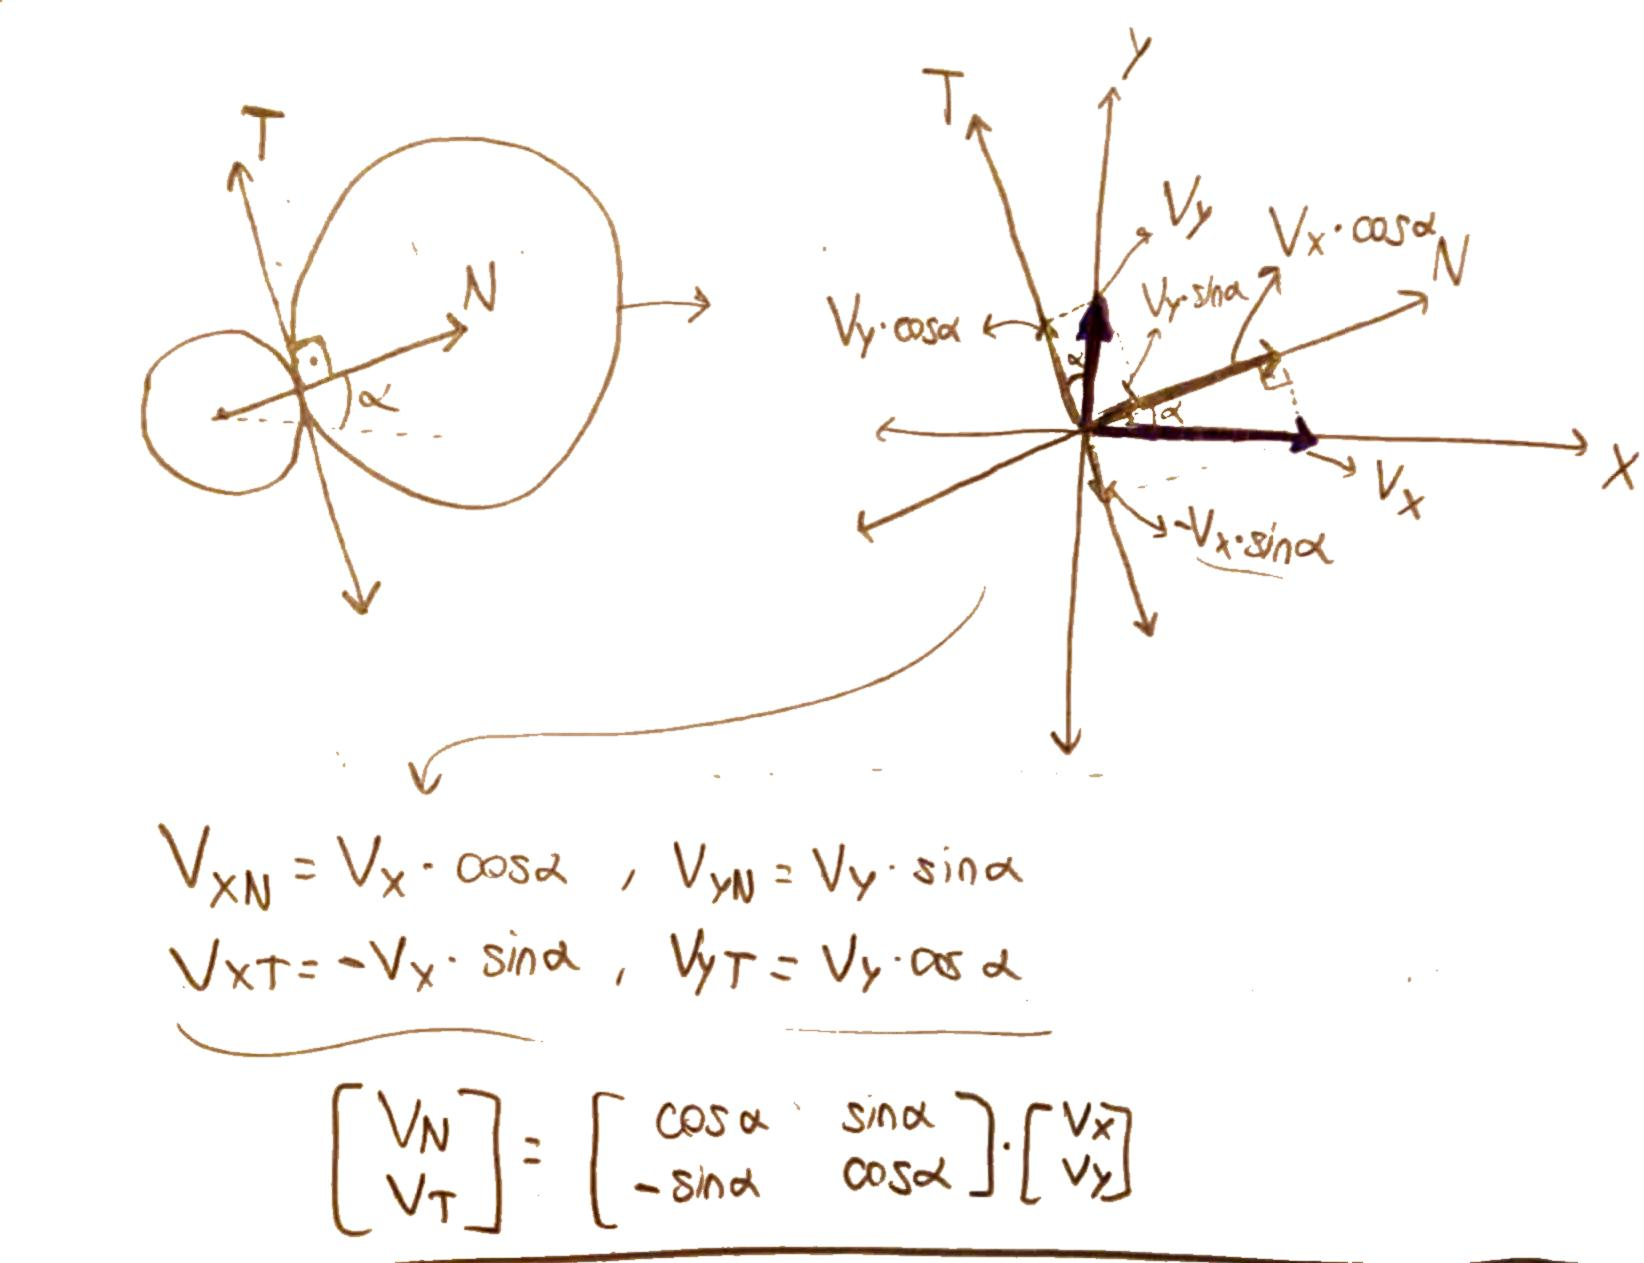 T
N
α
T
y
Vy
Vx · cosα
N
Vy·sinα
Vy·cosα
α
α
X
Vx
-Vx·sinα
VXN = Vx · cosα , VyN = Vy · sinα
VXT = -Vx · sinα , VyT = Vy · cos α
[VN] = [cosα sinα] · [Vx]
[VT] [-sinα cosα] [Vy]